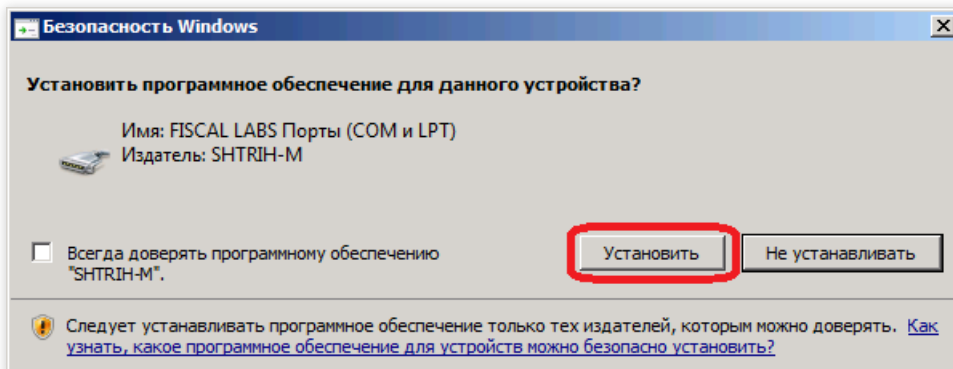 Безопасность Windows
Установить программное обеспечение для данного устройства?
Имя: FISCAL LABS Порты (COM и LPT)
Издатель: SHTRIH-M
Всегда доверять программному обеспечению
"SHTRIH-M".
Установить
Не устанавливать
Следует устанавливать программное обеспечение только тех издателей, которым можно доверять. Как
узнать, какое программное обеспечение для устройств можно безопасно установить?